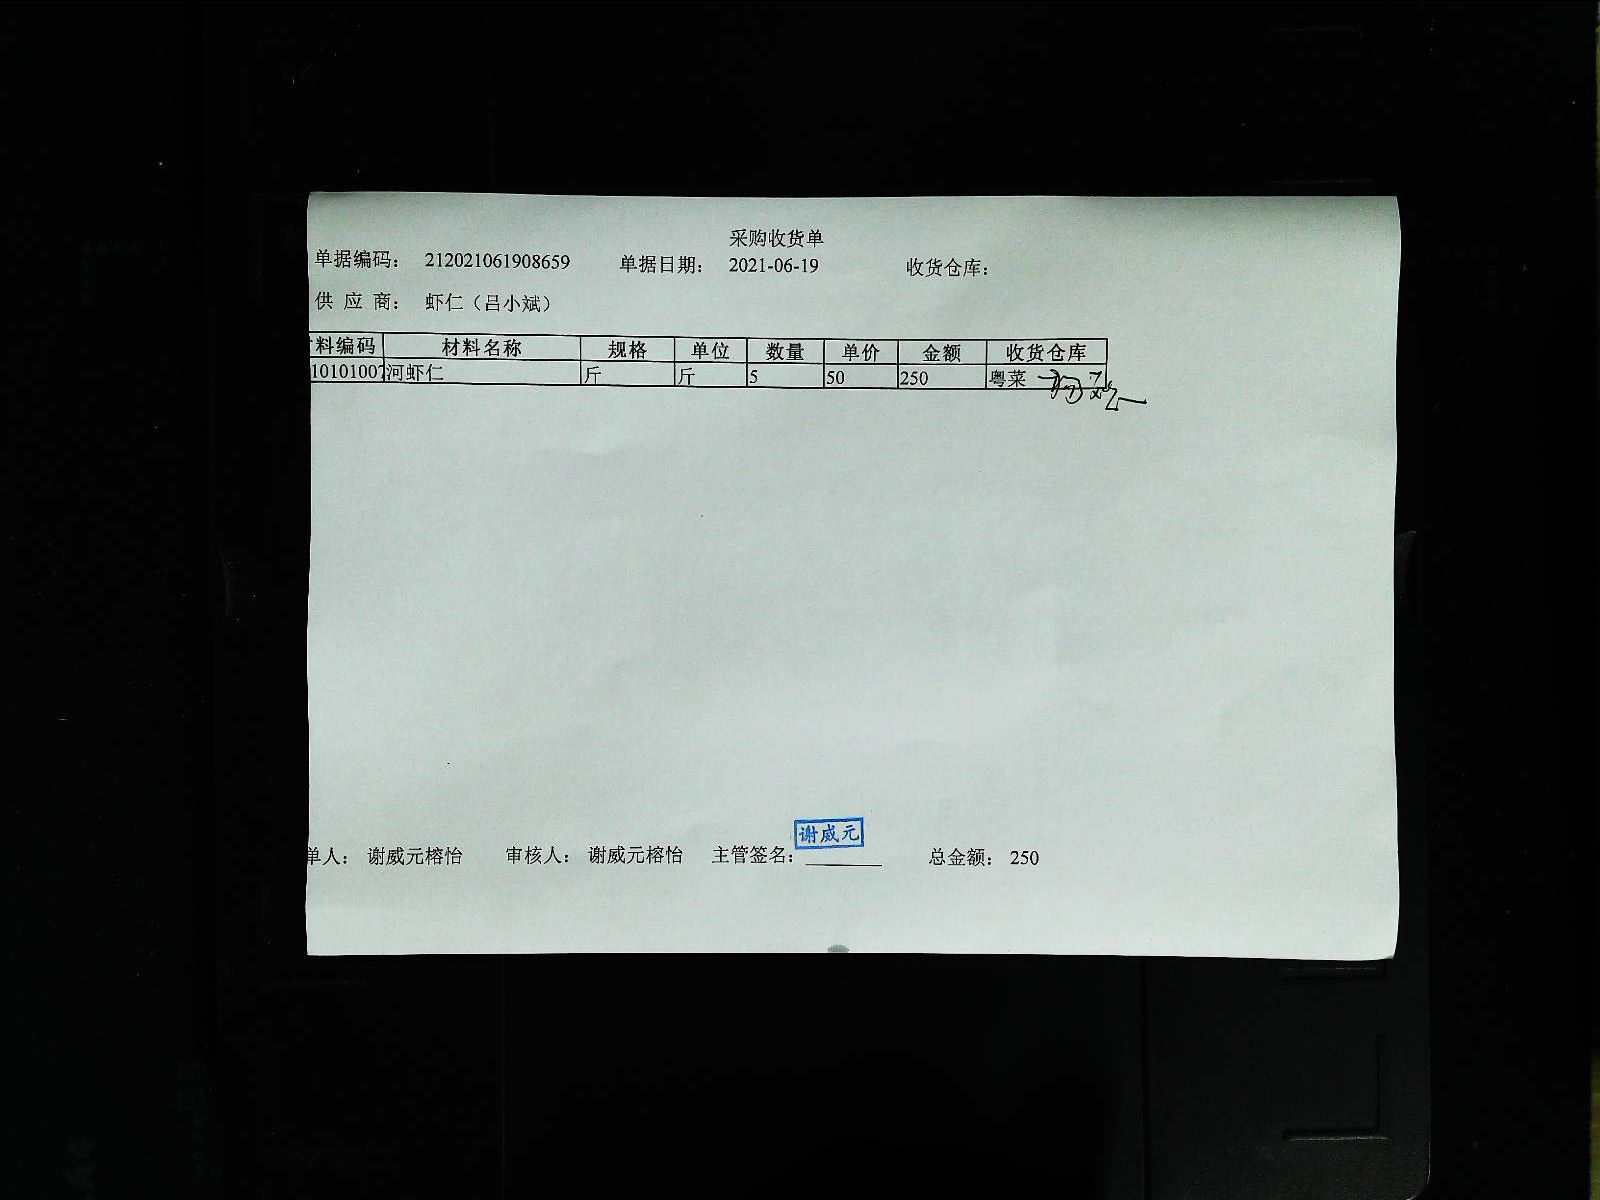 采购收货单
单据编码： 212021061908659 单据日期： 2021-06-19 收货仓库：
供 应 商： 虾仁（吕小斌）
料编码 材料名称 规格 单位 数量 单价 金额 收货仓库
10101007 河虾仁 斤 斤 5 50 250 粤菜
谢威元
单人： 谢威元榕怡 审核人： 谢威元榕怡 主管签名： 总金额： 250